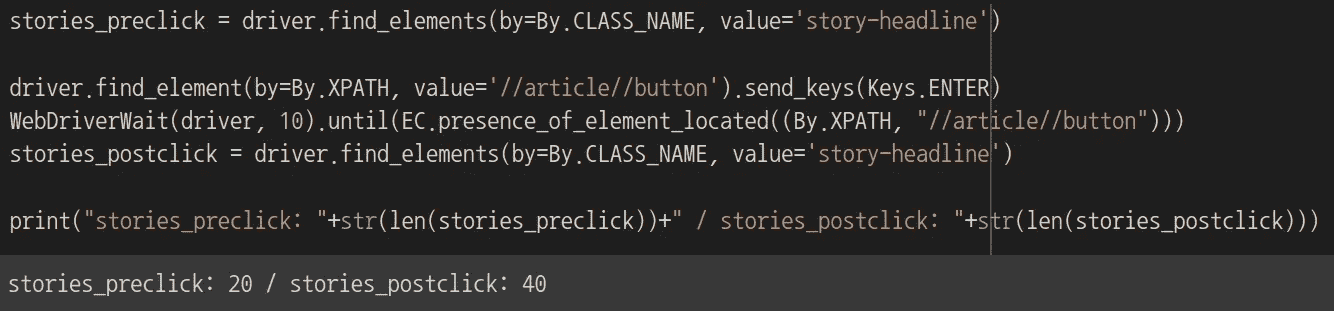 stories_preclick = driver.find_elements(by=By.CLASS_NAME, value='story-headline')
driver.find_element(by=By.XPATH, value='//article//button').send_keys(Keys.ENTER)
WebDriverWait(driver, 10).until(EC.presence_of_element_located((By.XPATH, "//article//button")))
stories_postclick = driver.find_elements(by=By.CLASS_NAME, value='story-headline')
print("stories_preclick: "+str(len(stories_preclick))+" / stories_postclick: "+str(len(stories_postclick)))
stories_preclick: 20 / stories_postclick: 40